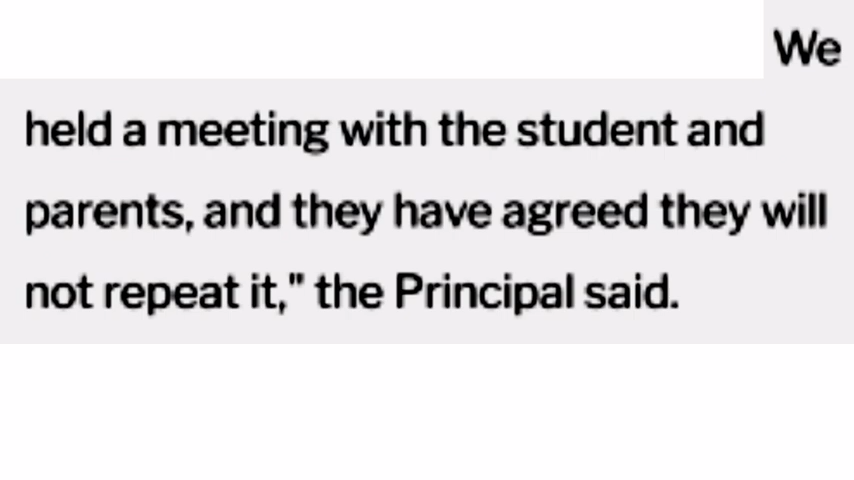 We
held a meeting with the student and
parents, and they have agreed they will
not repeat it," the Principal said.